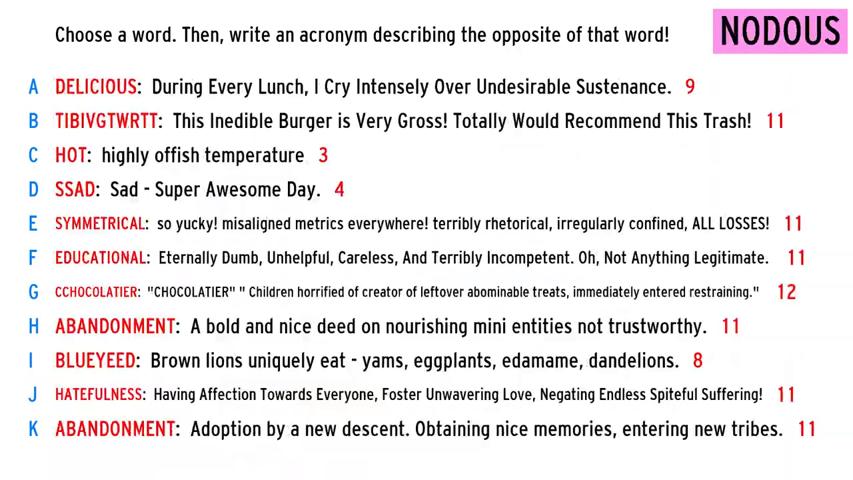 Choose a word. Then, write an acronym describing the opposite of that word!
NODOUS
A DELICIOUS: During Every Lunch, I Cry Intensely Over Undesirable Sustenance. 9
B TIBIVGTWRTT: This Inedible Burger is Very Gross! Totally Would Recommend This Trash! 11
C HOT: highly offish temperature 3
D SSAD: Sad - Super Awesome Day. 4
E SYMMETRICAL: so yucky! misaligned metrics everywhere! terribly rhetorical, irregularly confined, ALL LOSSES! 11
F EDUCATIONAL: Eternally Dumb, Unhelpful, Careless, And Terribly Incompetent. Oh, Not Anything Legitimate. 11
G CCHOCOLATIER: "CHOCOLATIER" " Children horrified of creator of leftover abominable treats, immediately entered restraining." 12
H ABANDONMENT: A bold and nice deed on nourishing mini entities not trustworthy. 11
I BLUEYEED: Brown lions uniquely eat - yams, eggplants, edamame, dandelions. 8
J HATEFULNESS: Having Affection Towards Everyone, Foster Unwavering Love, Negating Endless Spiteful Suffering! 11
K ABANDONMENT: Adoption by a new descent. Obtaining nice memories, entering new tribes. 11